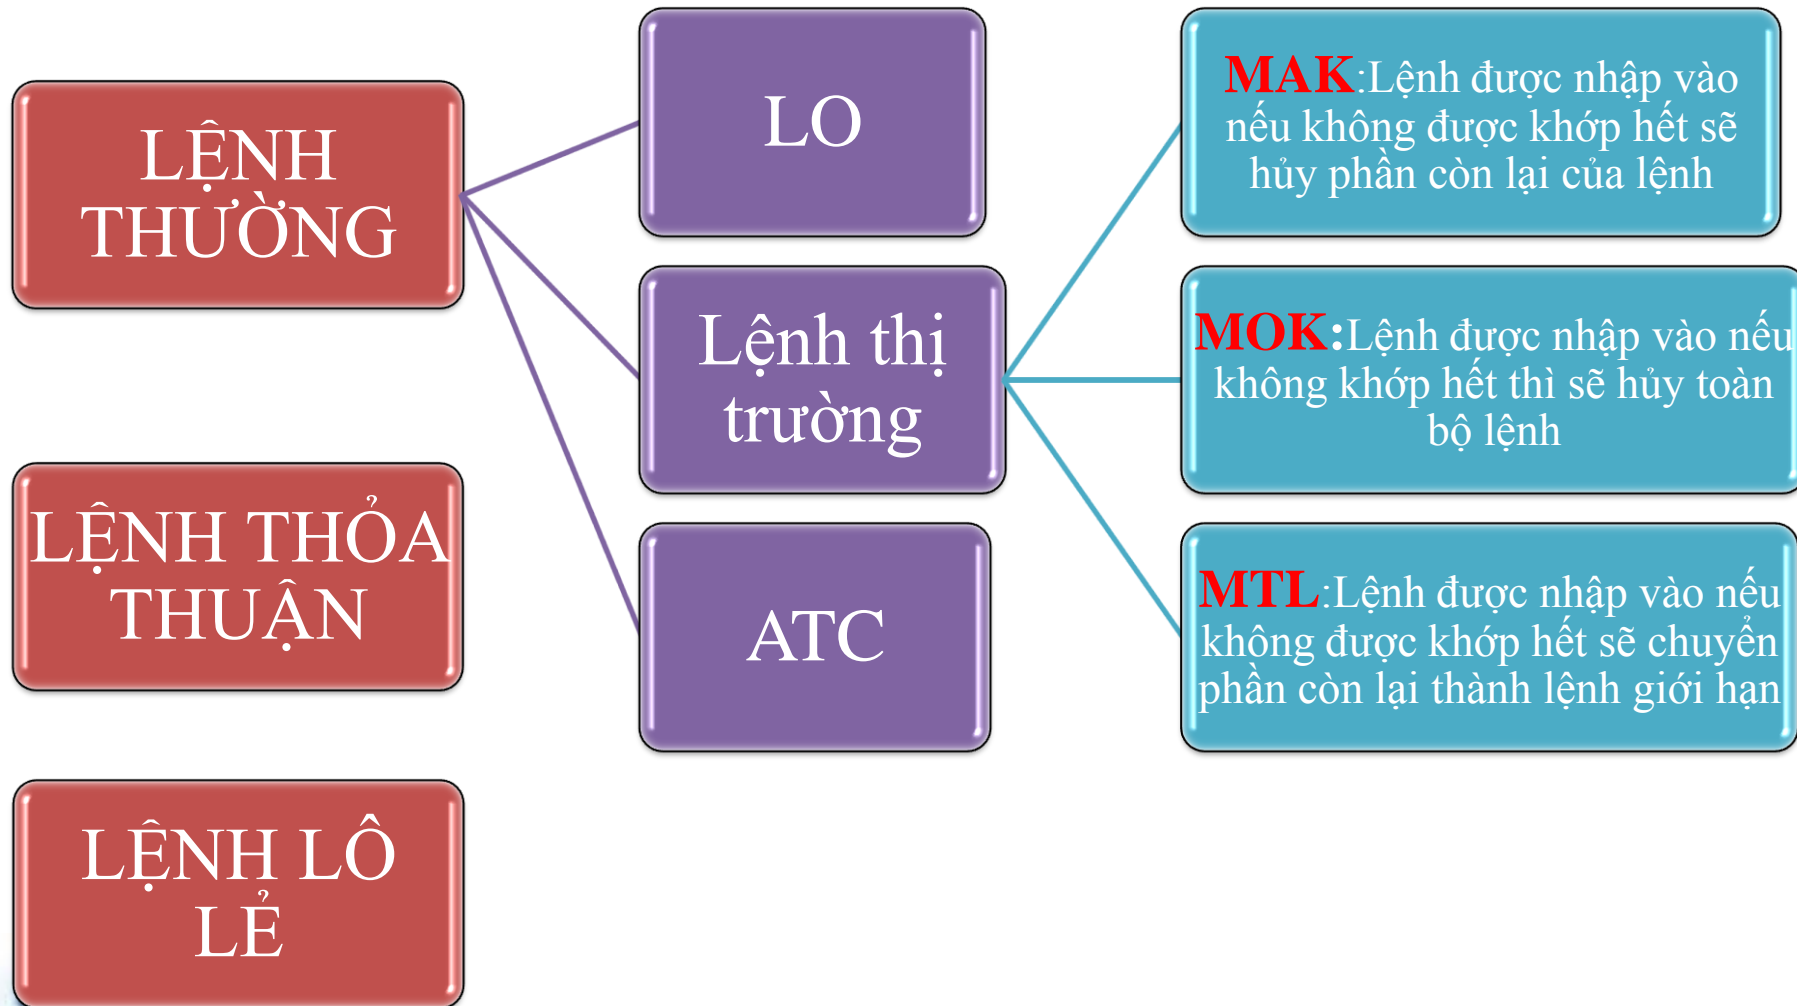 LỆNH
THƯỜNG
LO
MAK:Lệnh được nhập vào
nếu không được khớp hết sẽ
hủy phần còn lại của lệnh
Lệnh thị
trường
MOK:Lệnh được nhập vào nếu
không khớp hết thì sẽ hủy toàn
bộ lệnh
LỆNH THỎA
THUẬN
ATC
MTL:Lệnh được nhập vào nếu
không được khớp hết sẽ chuyển
phần còn lại thành lệnh giới hạn
LỆNH LÔ
LẺ